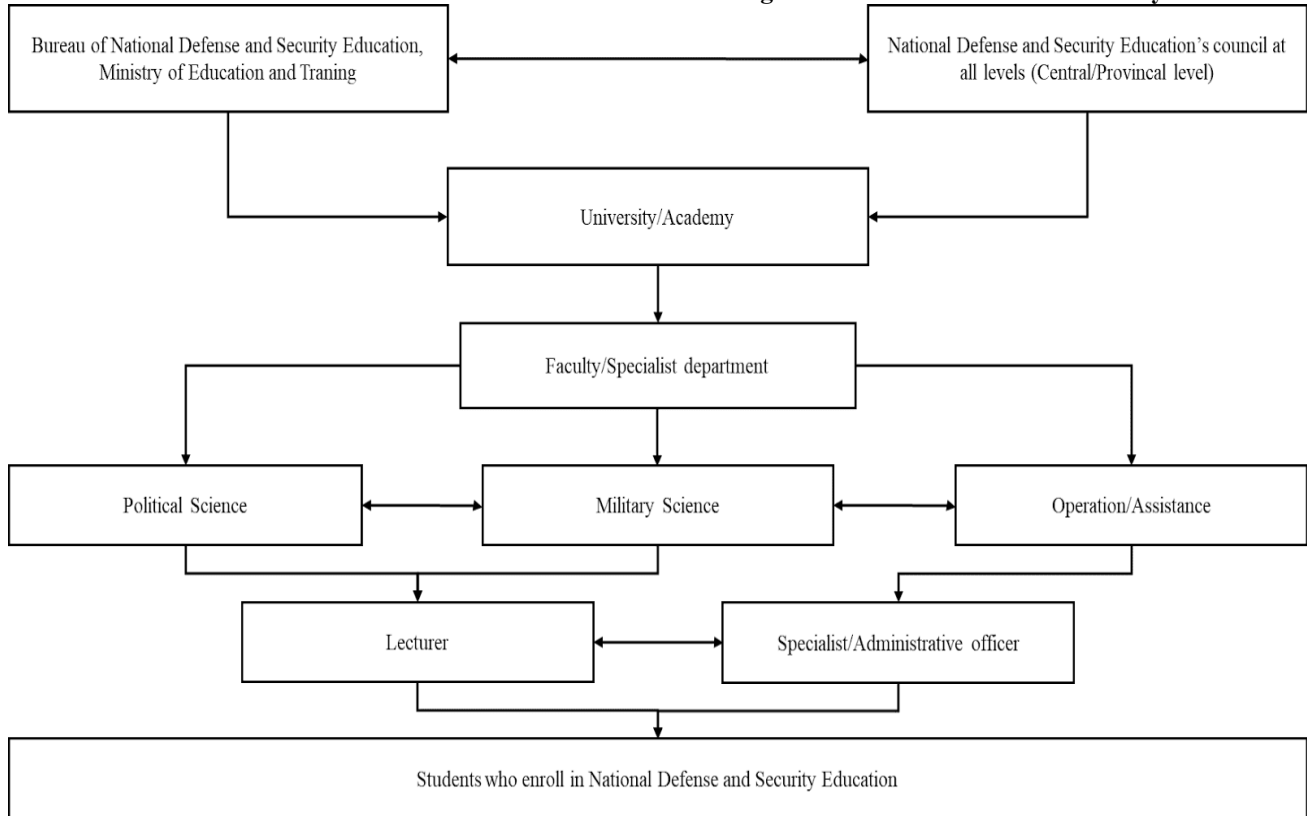 Bureau of National Defense and Security Education,
Ministry of Education and Traning
National Defense and Security Education's council at
all levels (Central/Provincal level)
University/Academy
Faculty/Specialist department
Political Science
Military Science
Operation/Assistance
Lecturer
Specialist/Administrative officer
Students who enroll in National Defense and Security Education